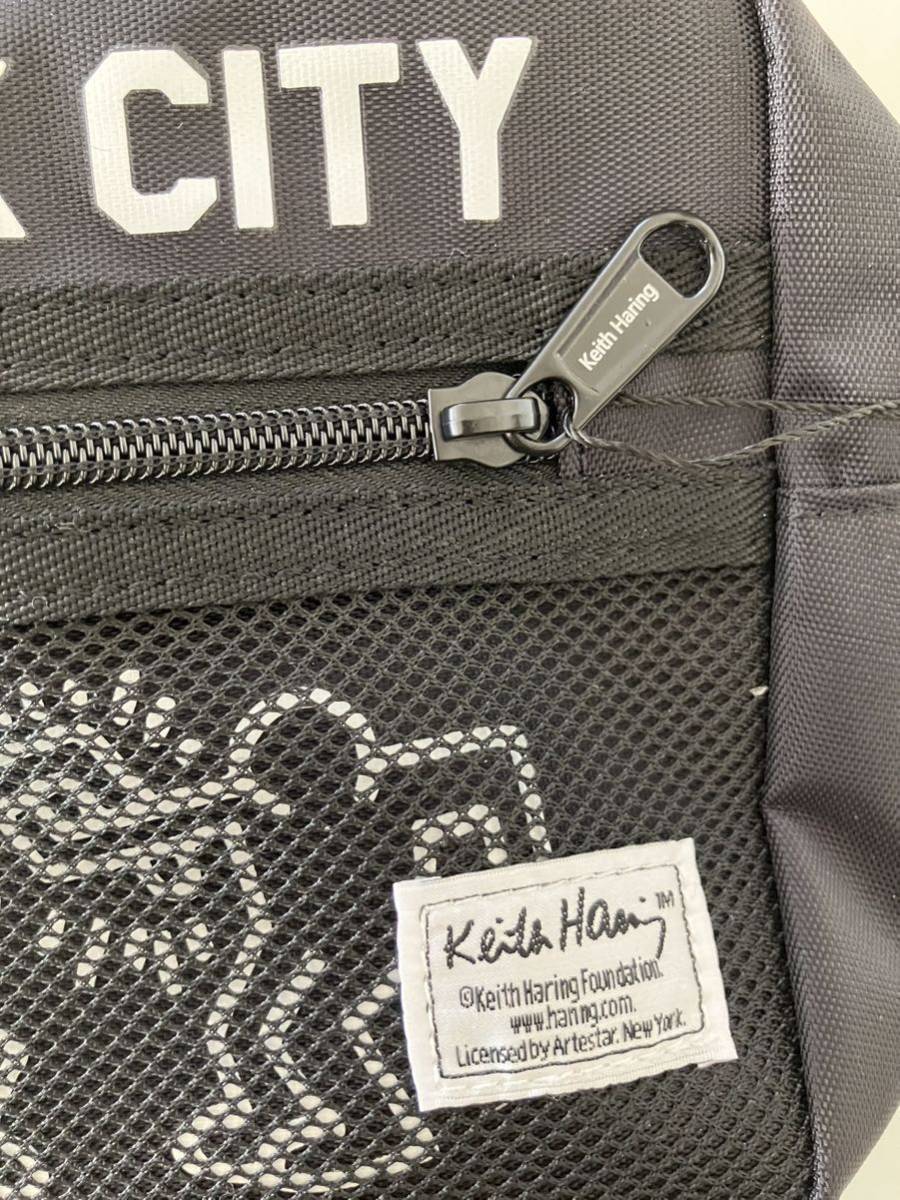 K CITY
Keith Haring
Keith Haring™
©Keith Haring Foundation.
www.haring.com.
Licensed by Artestar. New York.